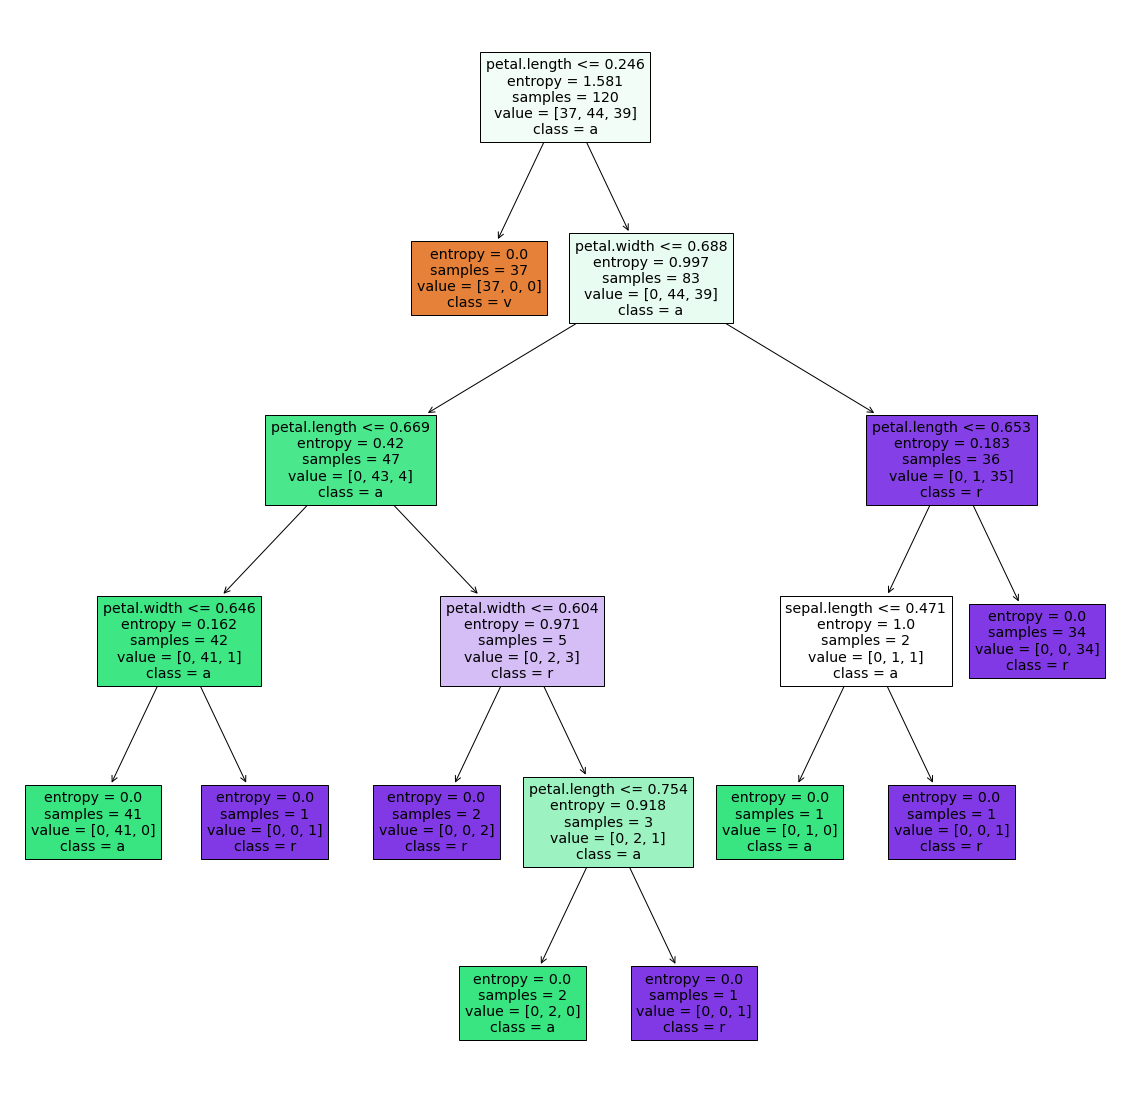 petal.length <= 0.246
entropy = 1.581
samples = 120
value = [37, 44, 39]
class = a
entropy = 0.0
samples = 37
value = [37, 0, 0]
class = v
petal.width <= 0.688
entropy = 0.997
samples = 83
value = [0, 44, 39]
class = a
petal.length <= 0.669
entropy = 0.42
samples = 47
value = [0, 43, 4]
class = a
petal.length <= 0.653
entropy = 0.183
samples = 36
value = [0, 1, 35]
class = r
petal.width <= 0.646
entropy = 0.162
samples = 42
value = [0, 41, 1]
class = a
petal.width <= 0.604
entropy = 0.971
samples = 5
value = [0, 2, 3]
class = r
sepal.length <= 0.471
entropy = 1.0
samples = 2
value = [0, 1, 1]
class = a
entropy = 0.0
samples = 34
value = [0, 0, 34]
class = r
entropy = 0.0
samples = 41
value = [0, 41, 0]
class = a
entropy = 0.0
samples = 1
value = [0, 0, 1]
class = r
entropy = 0.0
samples = 2
value = [0, 0, 2]
class = r
petal.length <= 0.754
entropy = 0.918
samples = 3
value = [0, 2, 1]
class = a
entropy = 0.0
samples = 1
value = [0, 1, 0]
class = a
entropy = 0.0
samples = 1
value = [0, 0, 1]
class = r
entropy = 0.0
samples = 2
value = [0, 2, 0]
class = a
entropy = 0.0
samples = 1
value = [0, 0, 1]
class = r